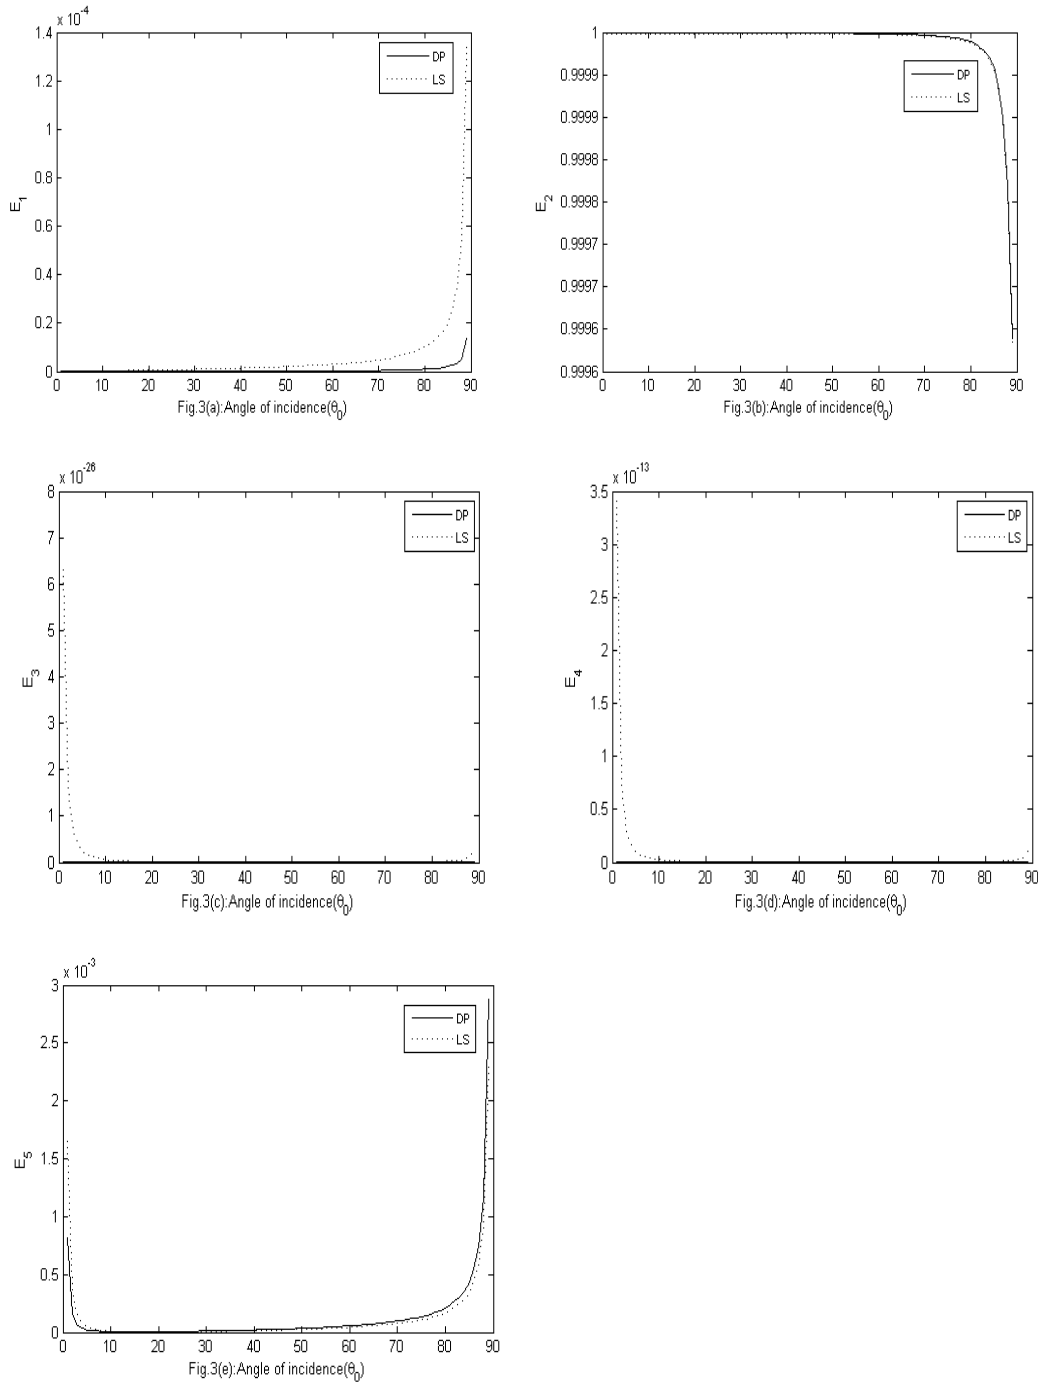 x 10-4
1.4
1.2
1
0.8
0.6
0.4
0.2
0
E1
DP
LS
0 10 20 30 40 50 60 70 80 90
Fig.3(a):Angle of incidence(θ0)
1
0.9999
0.9999
0.9998
0.9998
0.9997
0.9997
0.9996
0.9996
E2
DP
LS
0 10 20 30 40 50 60 70 80 90
Fig.3(b):Angle of incidence(θ0)
x 10-26
8
7
6
5
4
3
2
1
0
E3
DP
LS
0 10 20 30 40 50 60 70 80 90
Fig.3(c):Angle of incidence(θ0)
x 10-13
3.5
3
2.5
2
1.5
1
0.5
0
E4
DP
LS
0 10 20 30 40 50 60 70 80 90
Fig.3(d):Angle of incidence(θ0)
x 10-3
3
2.5
2
1.5
1
0.5
0
E5
DP
LS
0 10 20 30 40 50 60 70 80 90
Fig.3(e):Angle of incidence(θ0)